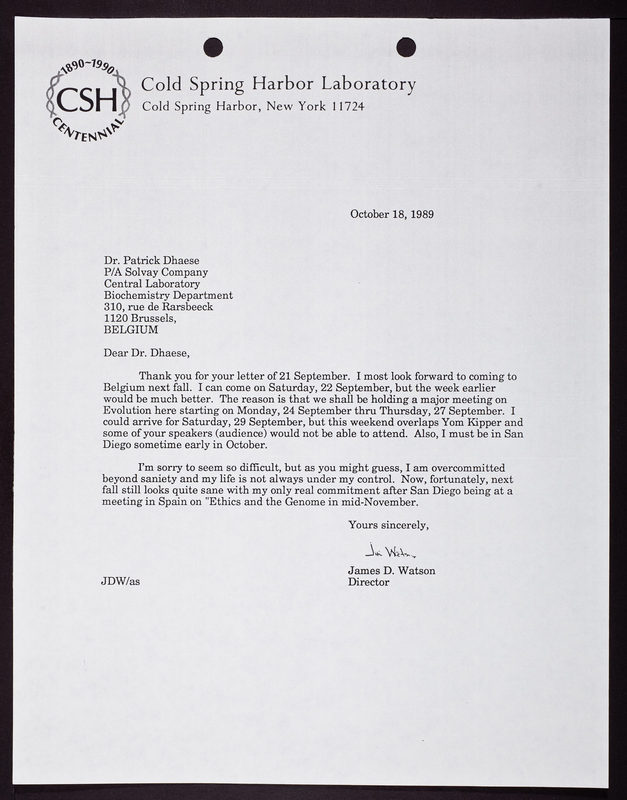 1890-1990
CSH
CENTENNIAL
Cold Spring Harbor Laboratory
Cold Spring Harbor, New York 11724
October 18, 1989
Dr. Patrick Dhaese
P/A Solvay Company
Central Laboratory
Biochemistry Department
310, rue de Rarsbeeck
1120 Brussels,
BELGIUM
Dear Dr. Dhaese,
Thank you for your letter of 21 September. I most look forward to coming to
Belgium next fall. I can come on Saturday, 22 September, but the week earlier
would be much better. The reason is that we shall be holding a major meeting on
Evolution here starting on Monday, 24 September thru Thursday, 27 September. I
could arrive for Saturday, 29 September, but this weekend overlaps Yom Kipper and
some of your speakers (audience) would not be able to attend. Also, I must be in San
Diego sometime early in October.
I'm sorry to seem so difficult, but as you might guess, I am overcommitted
beyond saniety and my life is not always under my control. Now, fortunately, next
fall still looks quite sane with my only real commitment after San Diego being at a
meeting in Spain on "Ethics and the Genome in mid-November.
Yours sincerely,
Jim Watson
James D. Watson
JDW/as Director